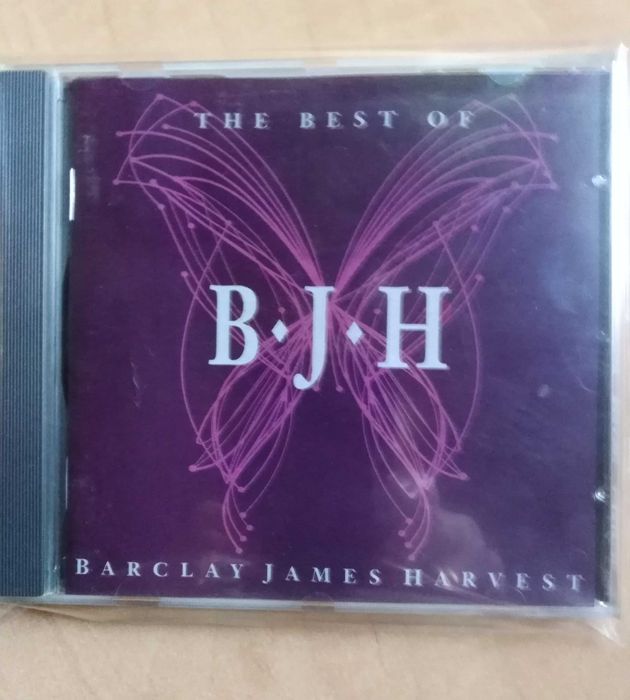 THE BEST OF
B♦J♦H
BARCLAY JAMES HARVEST